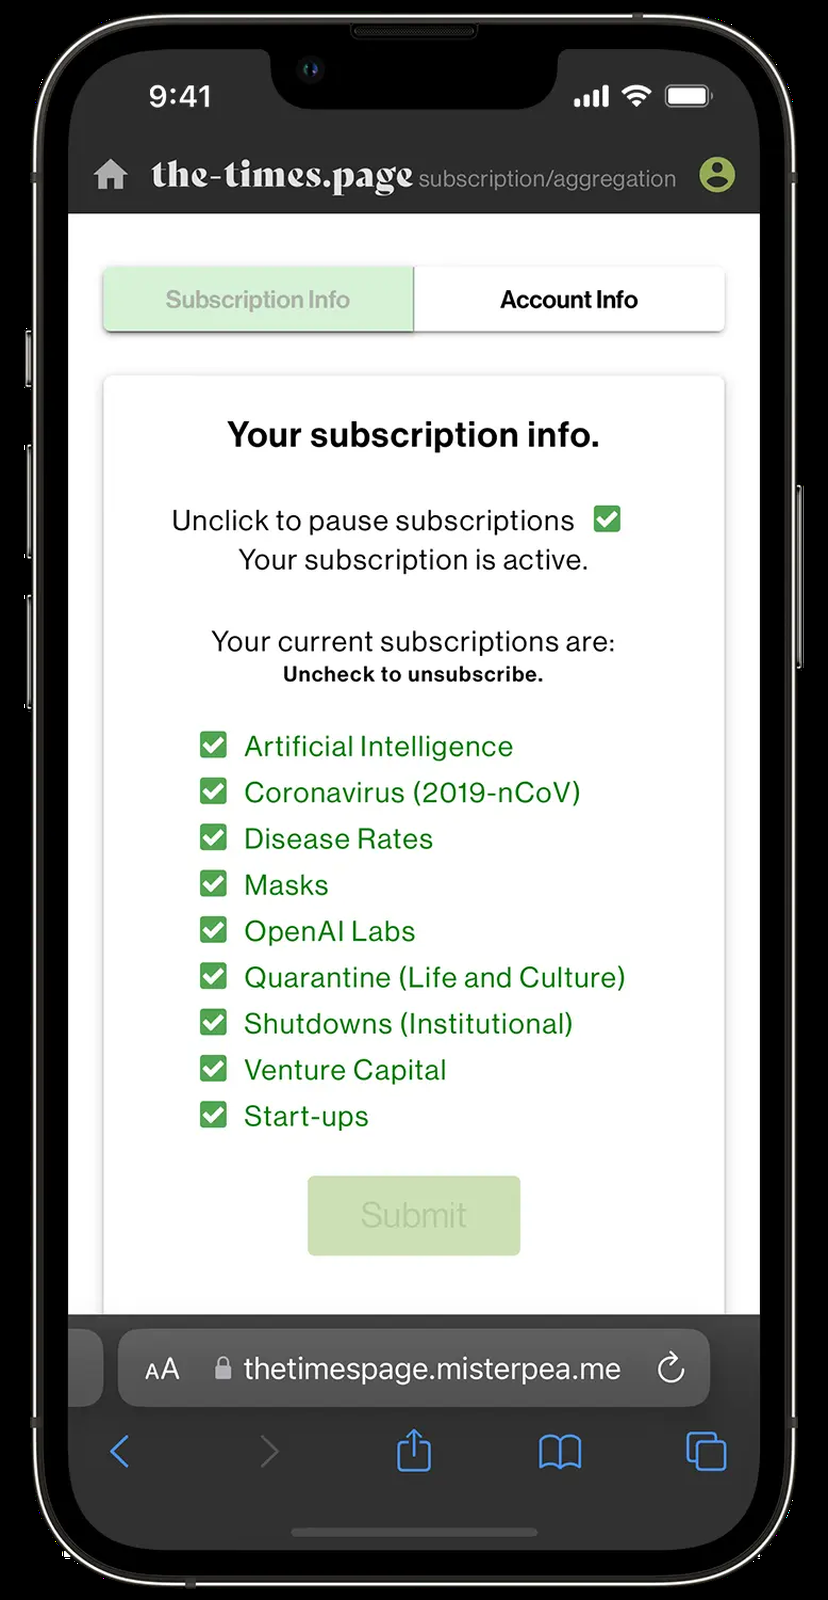 9:41
the-times.page subscription/aggregation
Subscription Info Account Info
Your subscription info.
Unclick to pause subscriptions
Your subscription is active.
Your current subscriptions are:
Uncheck to unsubscribe.
Artificial Intelligence
Coronavirus (2019-nCoV)
Disease Rates
Masks
OpenAI Labs
Quarantine (Life and Culture)
Shutdowns (Institutional)
Venture Capital
Start-ups
Submit
AA thetimespage.misterpea.me